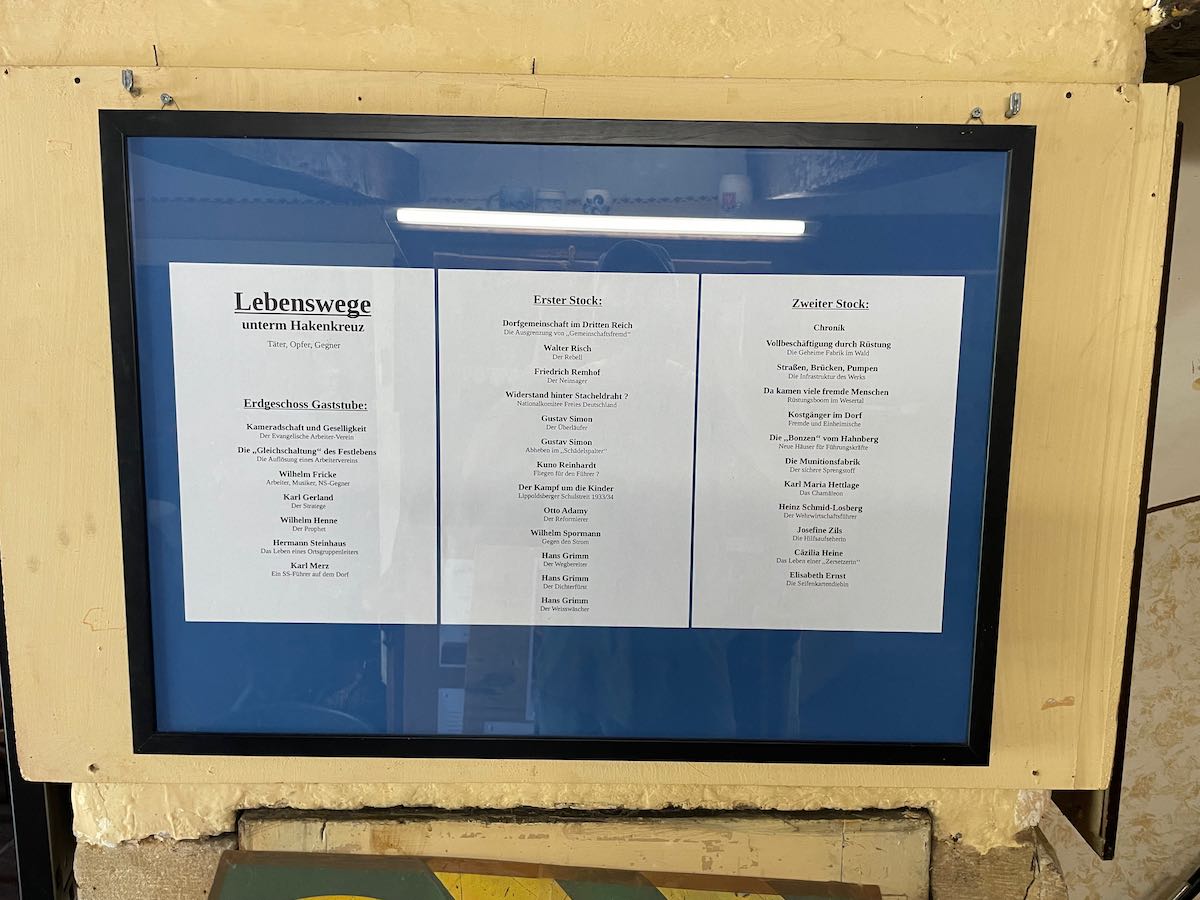 Lebenswege
unterm Hakenkreuz
Täter, Opfer, Gegner
Erdgeschoss Gaststube:
Kameradschaft und Geselligkeit
Der Evangelische Arbeiter-Verein
Die „Gleichschaltung“ des Festlebens
Die Auflösung eines Arbeitervereins
Wilhelm Fricke
Arbeiter, Musiker, NS-Gegner
Karl Gerland
Der Stratege
Wilhelm Henne
Der Prophet
Hermann Steinhaus
Das Leben eines Ortsgruppenleiters
Karl Merz
Ein SS-Führer auf dem Dorf
Erster Stock:
Dorfgemeinschaft im Dritten Reich
Die Ausgrenzung von „Gemeinschaftsfremd“
Walter Risch
Der Rebell
Friedrich Remhof
Der Neinsager
Widerstand hinter Stacheldraht ?
Nationalkomitee Freies Deutschland
Gustav Simon
Der Überläufer
Gustav Simon
Abheben im „Schädelspalter“
Kuno Reinhardt
Fliegen für den Führer ?
Der Kampf um die Kinder
Lippoldsberger Schulstreit 1933/34
Otto Adamy
Der Reformierer
Wilhelm Spormann
Gegen den Strom
Hans Grimm
Der Wegbereiter
Hans Grimm
Der Dichterfürst
Hans Grimm
Der Weisswäscher
Zweiter Stock:
Chronik
Vollbeschäftigung durch Rüstung
Die Geheime Fabrik im Wald
Straßen, Brücken, Pumpen
Die Infrastruktur des Werks
Da kamen viele fremde Menschen
Rüstungsboom im Wesertal
Kostgänger im Dorf
Fremde und Einheimische
Die „Bonzen“ vom Hahnberg
Neue Häuser für Führungskräfte
Die Munitionsfabrik
Der sichere Sprengstoff
Karl Maria Hettlage
Das Chamäleon
Heinz Schmid-Losberg
Der Wehrwirtschaftsführer
Josefine Zils
Die Hilfsaufseherin
Cäzilia Heine
Das Leben einer „Zersetzerin“
Elisabeth Ernst
Die Seifenkartendiebin